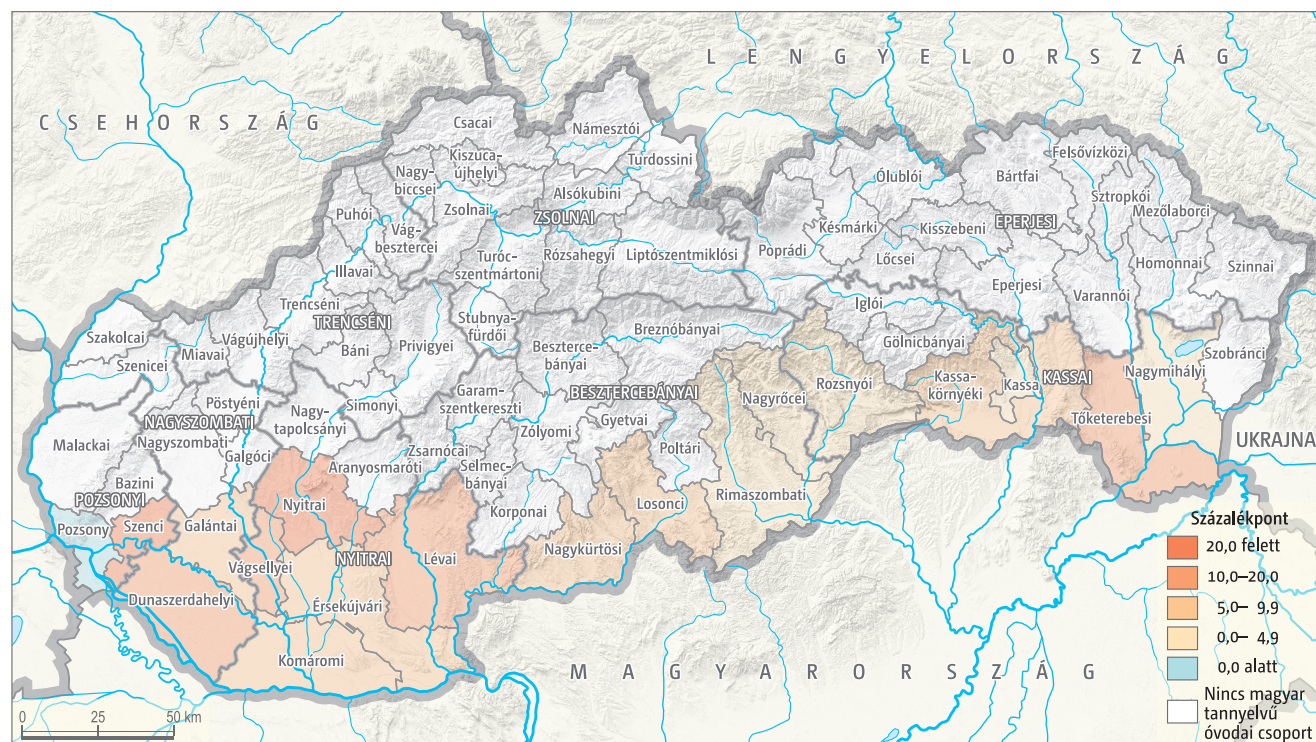 LENGYELORSZÁG
CSEHORSZÁG
Csacai
Námesztói
Kiszuca-
újhelyi
Turdossini
Felsővízközi
Nagy-
biccsei
Ólublói
Bártfai
Alsókubini
Sztropkói
Puhói
Zsolnai
ZSOLNAI
Mezőlaborci
Vág-
besztercei
Késmárki
Kisszebeni
EPERJESI
Turóc-
szentmártoni
Rózsahegyi
Liptószentmiklósi
Poprádi
Lőcsei
Homonnai
Szinnai
Illavai
Eperjesi
Varannói
Trencséni
TRENCSÉNI
Stubnya-
fürdői
Iglói
Breznóbányai
Gölnicbányai
Szakolcai
Vágújhelyi
Miavai
Báni
Privigyei
Beszterce-
bányai
Szobránci
Szenicei
Nagymihályi
Garam-
szentkereszti
BESZTERCEBÁNYAI
Nagyrőcei
Rozsnyói
Kassa-
környéki
Kassa
KASSAI
Pöstyéni
Simonyi
NAGYSZOMBATI
Nagy-
tapolcsányi
Gyetvai
Tőketerebesi
Malackai
Nagyszombati
Galgóci
Zólyomi
Poltári
UKRAJNA
Zsarnócai
Aranyosmaróti
Selmec-
bányai
Bazini
POZSONYI
Rimaszombati
Nyitrai
Losonci
Korponai
Pozsony
Szenci
Galántai
NYITRAI
Lévai
Nagykürtösi
Vágsellyei
Dunaszerdahelyi
Érsekújvári
Komáromi
MAGYARORSZÁG
Százalékpont
20,0 felett
10,0–20,0
5,0– 9,9
0,0– 4,9
0,0 alatt
Nincs magyar
tannyelvű
óvodai csoport
0 25 50 km